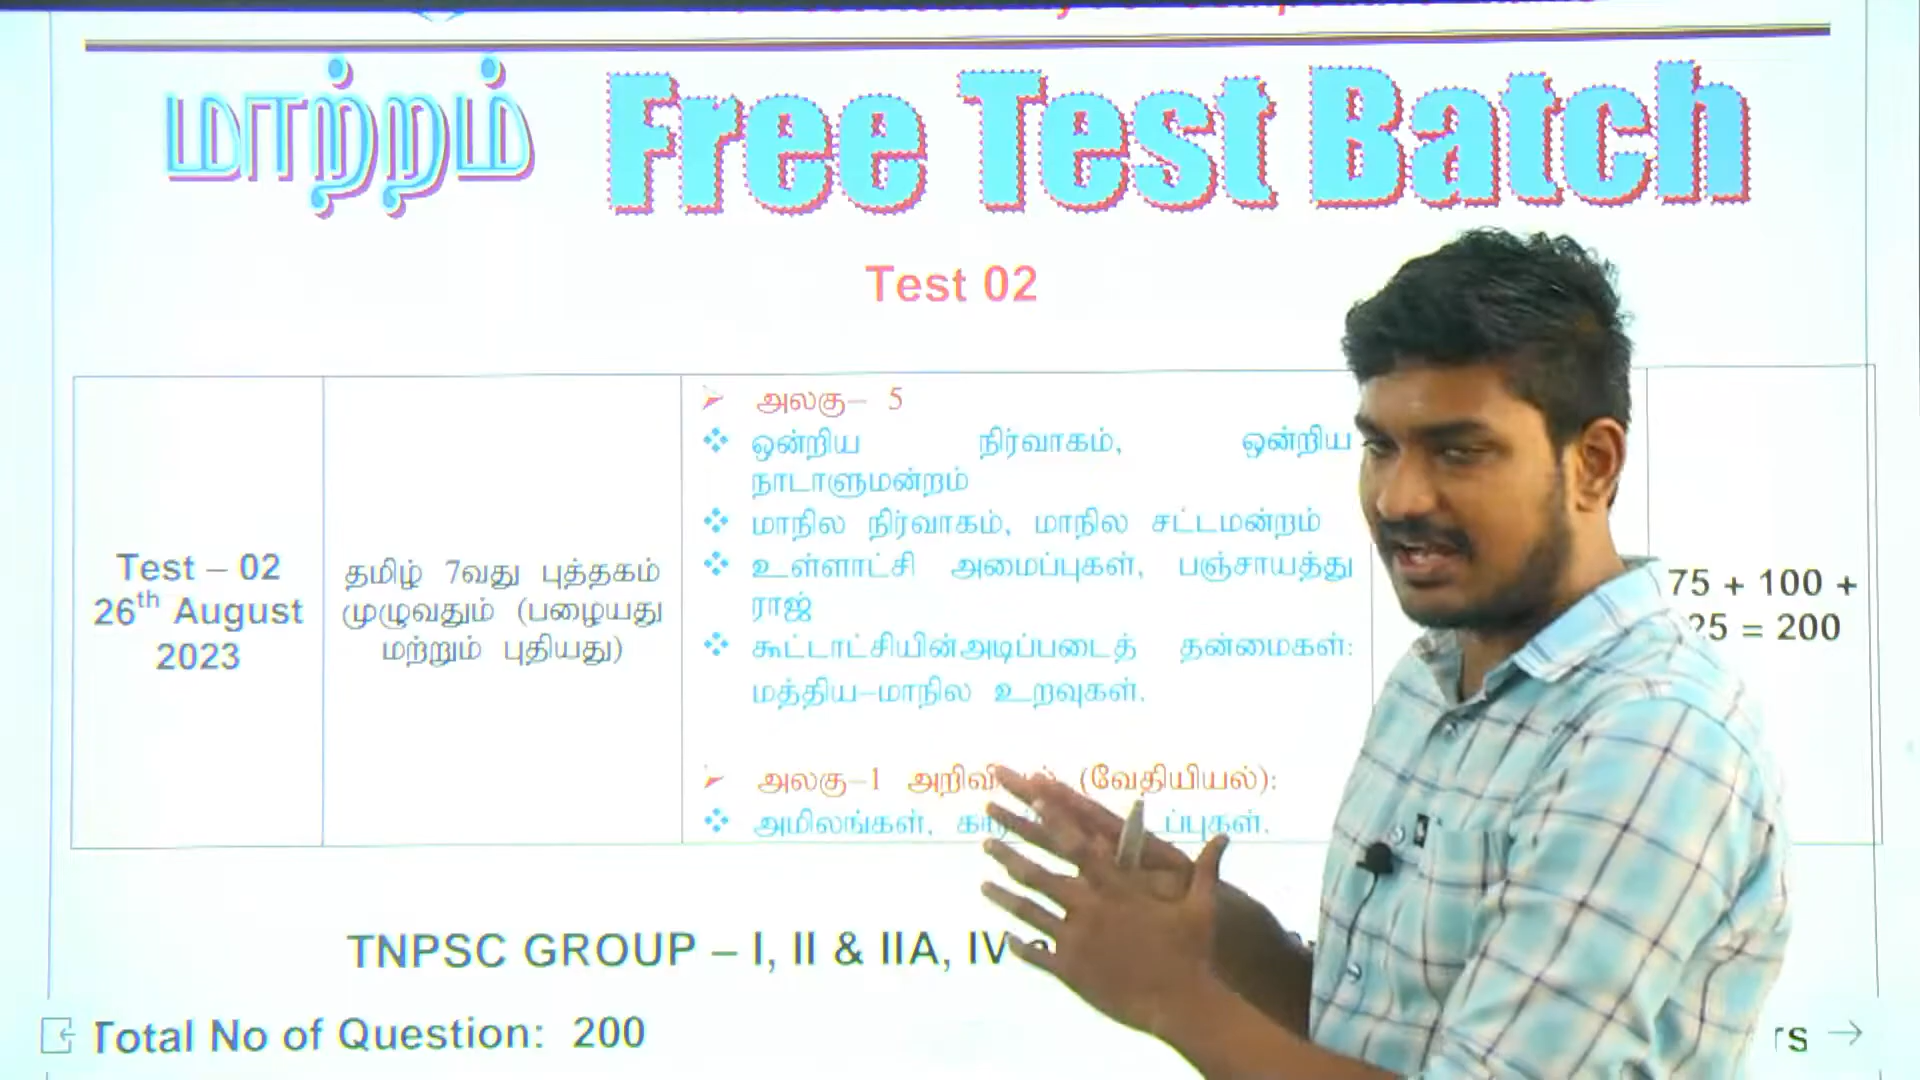 மாற்றம் Free Test Batch
Test 02
Test – 02
26th August
2023
தமிழ் 7வது புத்தகம்
முழுவதும் (பழையது
மற்றும் புதியது)
அலகு– 5
ஒன்றிய நிர்வாகம், ஒன்றிய
நாடாளுமன்றம்
மாநில நிர்வாகம், மாநில சட்டமன்றம்
உள்ளாட்சி அமைப்புகள், பஞ்சாயத்து
ராஜ்
கூட்டாட்சியின்அடிப்படைத் தன்மைகள்:
மத்திய–மாநில உறவுகள்.
அலகு–1 (வேதியியல்):
அமிலங்கள்,
75 + 100 +
25 = 200
TNPSC GROUP – I, II & IIA, IV
Total No of Question: 200